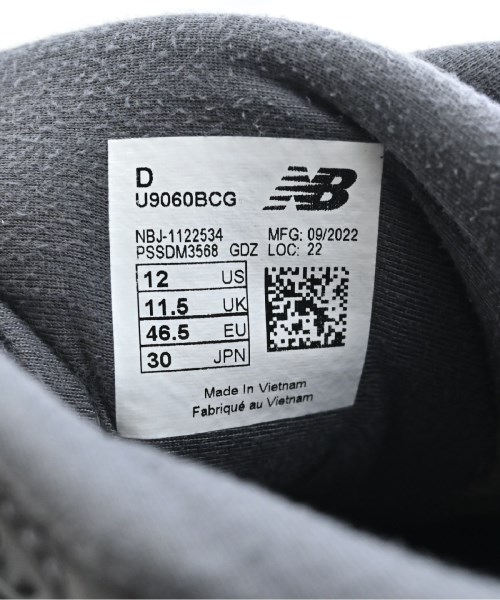 D
U9060BCG
NB
NBJ-1122534 MFG: 09/2022
PSSDM3568 GDZ LOC: 22
12 US
11.5 UK
46.5 EU
30 JPN
Made In Vietnam
Fabriqué au Vietnam